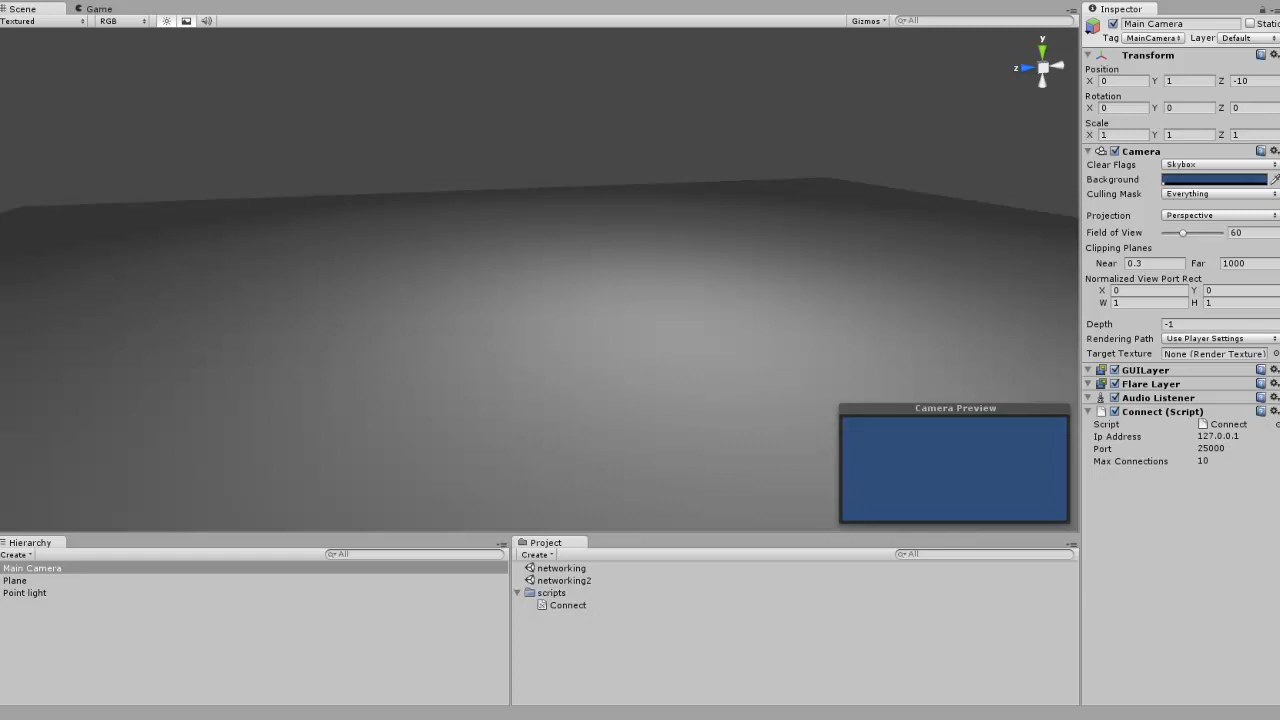 Scene Game
Textured RGB Gizmos All
y
z
Camera Preview
Hierarchy
Create All
Main Camera
Plane
Point light
Project
Create All
networking
networking2
scripts
Connect
Inspector
Main Camera Static
Tag MainCamera Layer Default
Transform
Position
X 0 Y 1 Z -10
Rotation
X 0 Y 0 Z 0
Scale
X 1 Y 1 Z 1
Camera
Clear Flags Skybox
Background
Culling Mask Everything
Projection Perspective
Field of View 60
Clipping Planes
Near 0.3 Far 1000
Normalized View Port Rect
X 0 Y 0
W 1 H 1
Depth -1
Rendering Path Use Player Settings
Target Texture None (Render Texture)
GUILayer
Flare Layer
Audio Listener
Connect (Script)
Script Connect
Ip Address 127.0.0.1
Port 25000
Max Connections 10